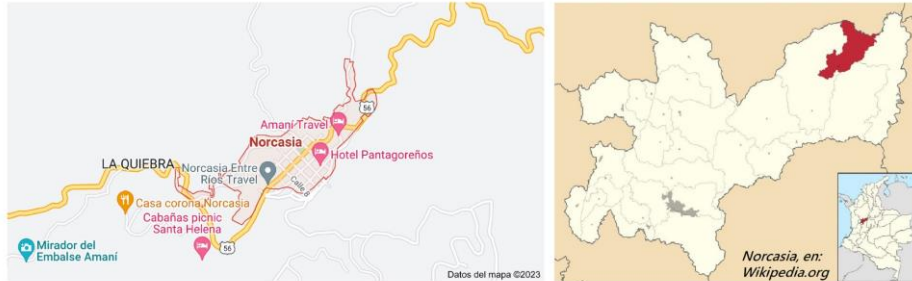 56
Amaní Travel
Norcasia
Hotel Pantagoreños
LA QUIEBRA
Norcasia Entre
Ríos Travel
Calle 8
Casa corona Norcasia
Cabañas picnic
Santa Helena
56
Mirador del
Embalse Amaní
Datos del mapa ©2023
Norcasia, en:
Wikipedia.org